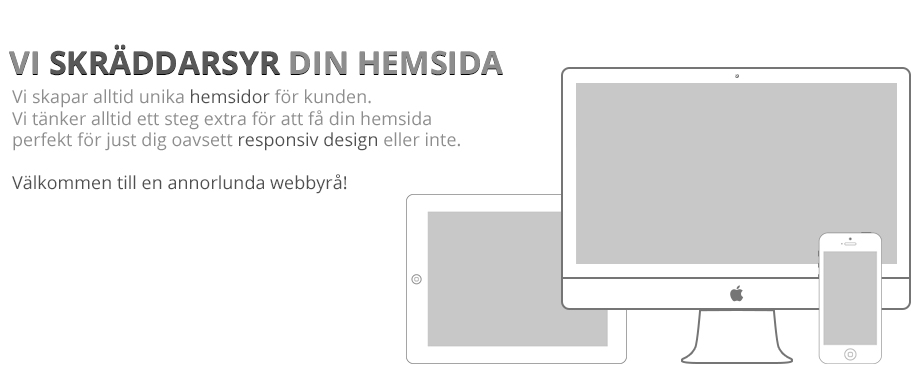 VI SKRÄDDARSYR DIN HEMSIDA
Vi skapar alltid unika hemsidor för kunden.
Vi tänker alltid ett steg extra för att få din hemsida
perfekt för just dig oavsett responsiv design eller inte.
Välkommen till en annorlunda webbyrå!